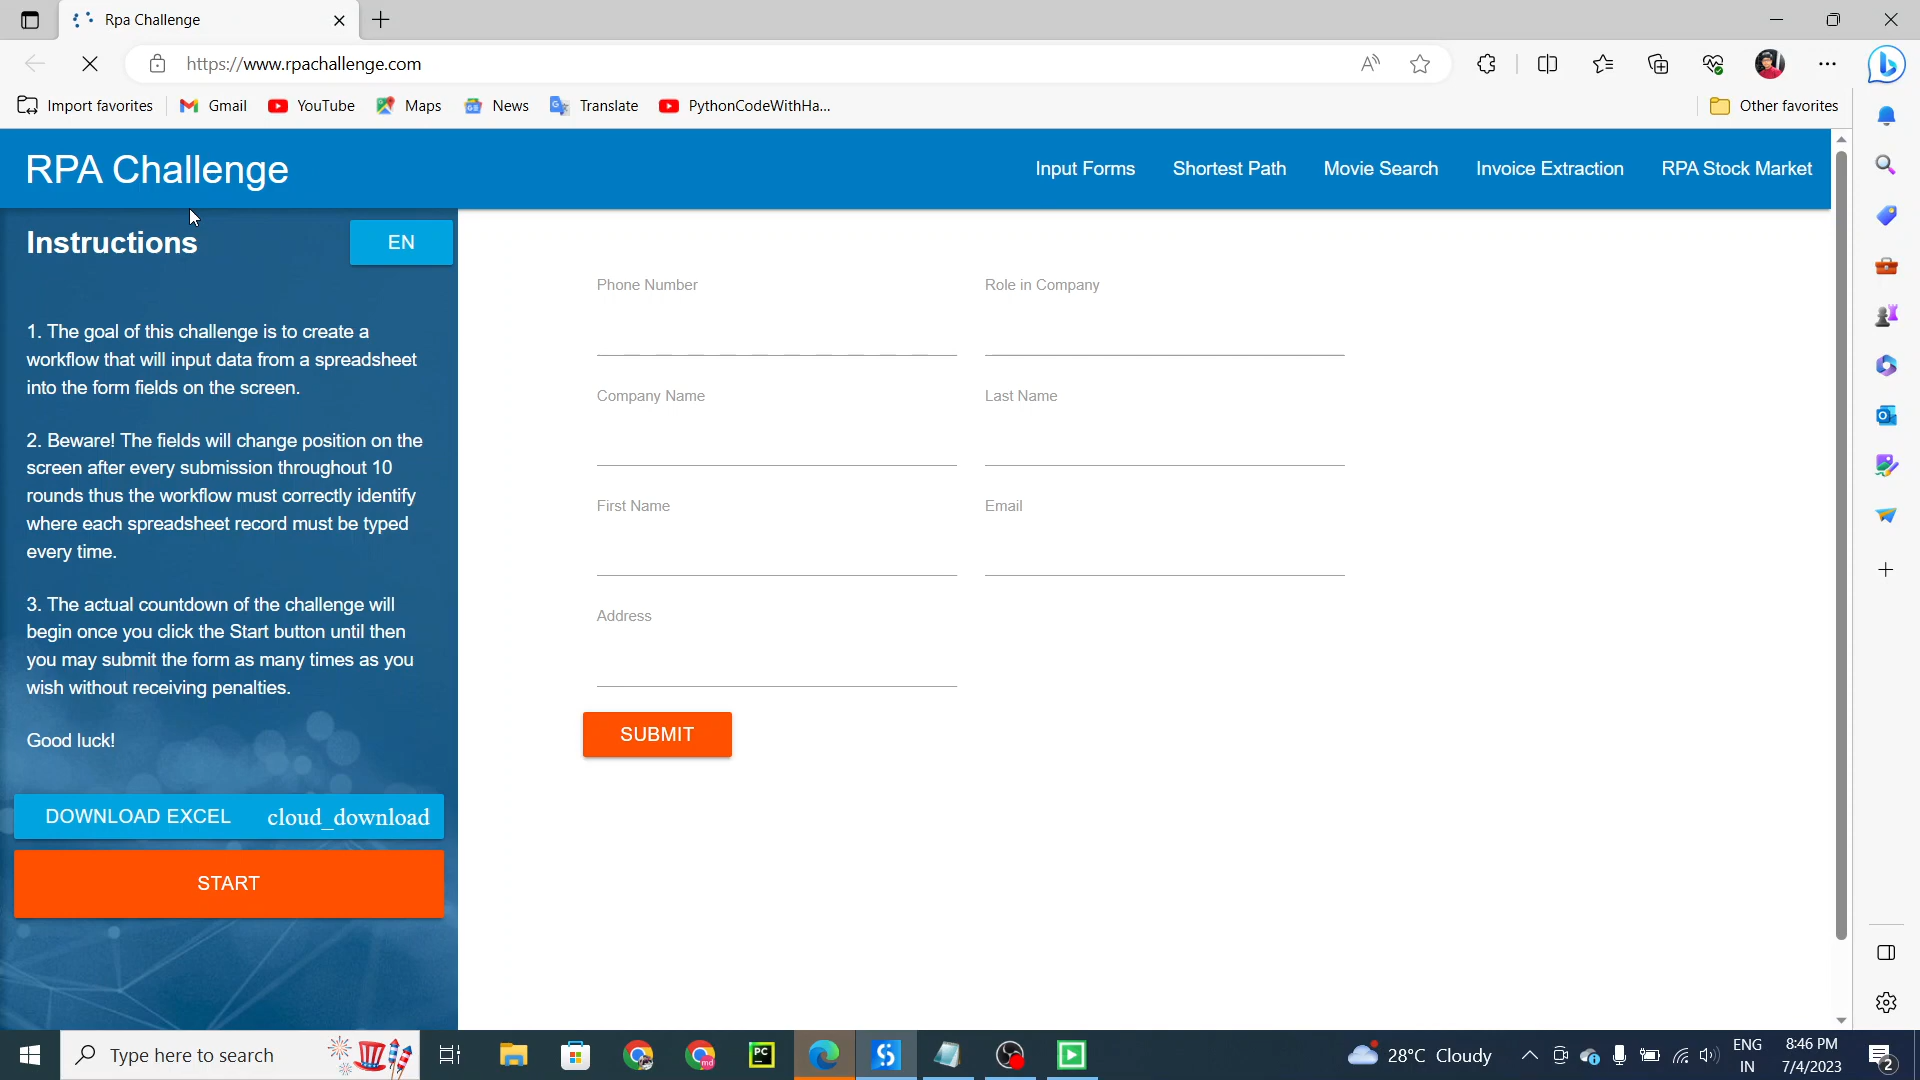 Rpa Challenge
https://www.rpachallenge.com
Import favorites
Gmail
YouTube
Maps
News
Translate
PythonCodeWithHa...
Other favorites
RPA Challenge
Input Forms
Shortest Path
Movie Search
Invoice Extraction
RPA Stock Market
Instructions
EN
1. The goal of this challenge is to create a
workflow that will input data from a spreadsheet
into the form fields on the screen.
2. Beware! The fields will change position on the
screen after every submission throughout 10
rounds thus the workflow must correctly identify
where each spreadsheet record must be typed
every time.
3. The actual countdown of the challenge will
begin once you click the Start button until then
you may submit the form as many times as you
wish without receiving penalties.
Good luck!
DOWNLOAD EXCEL cloud_download
START
Phone Number
Role in Company
Company Name
Last Name
First Name
Email
Address
SUBMIT
Type here to search
PC
28°C Cloudy
ENG
IN
8:46 PM
7/4/2023
2